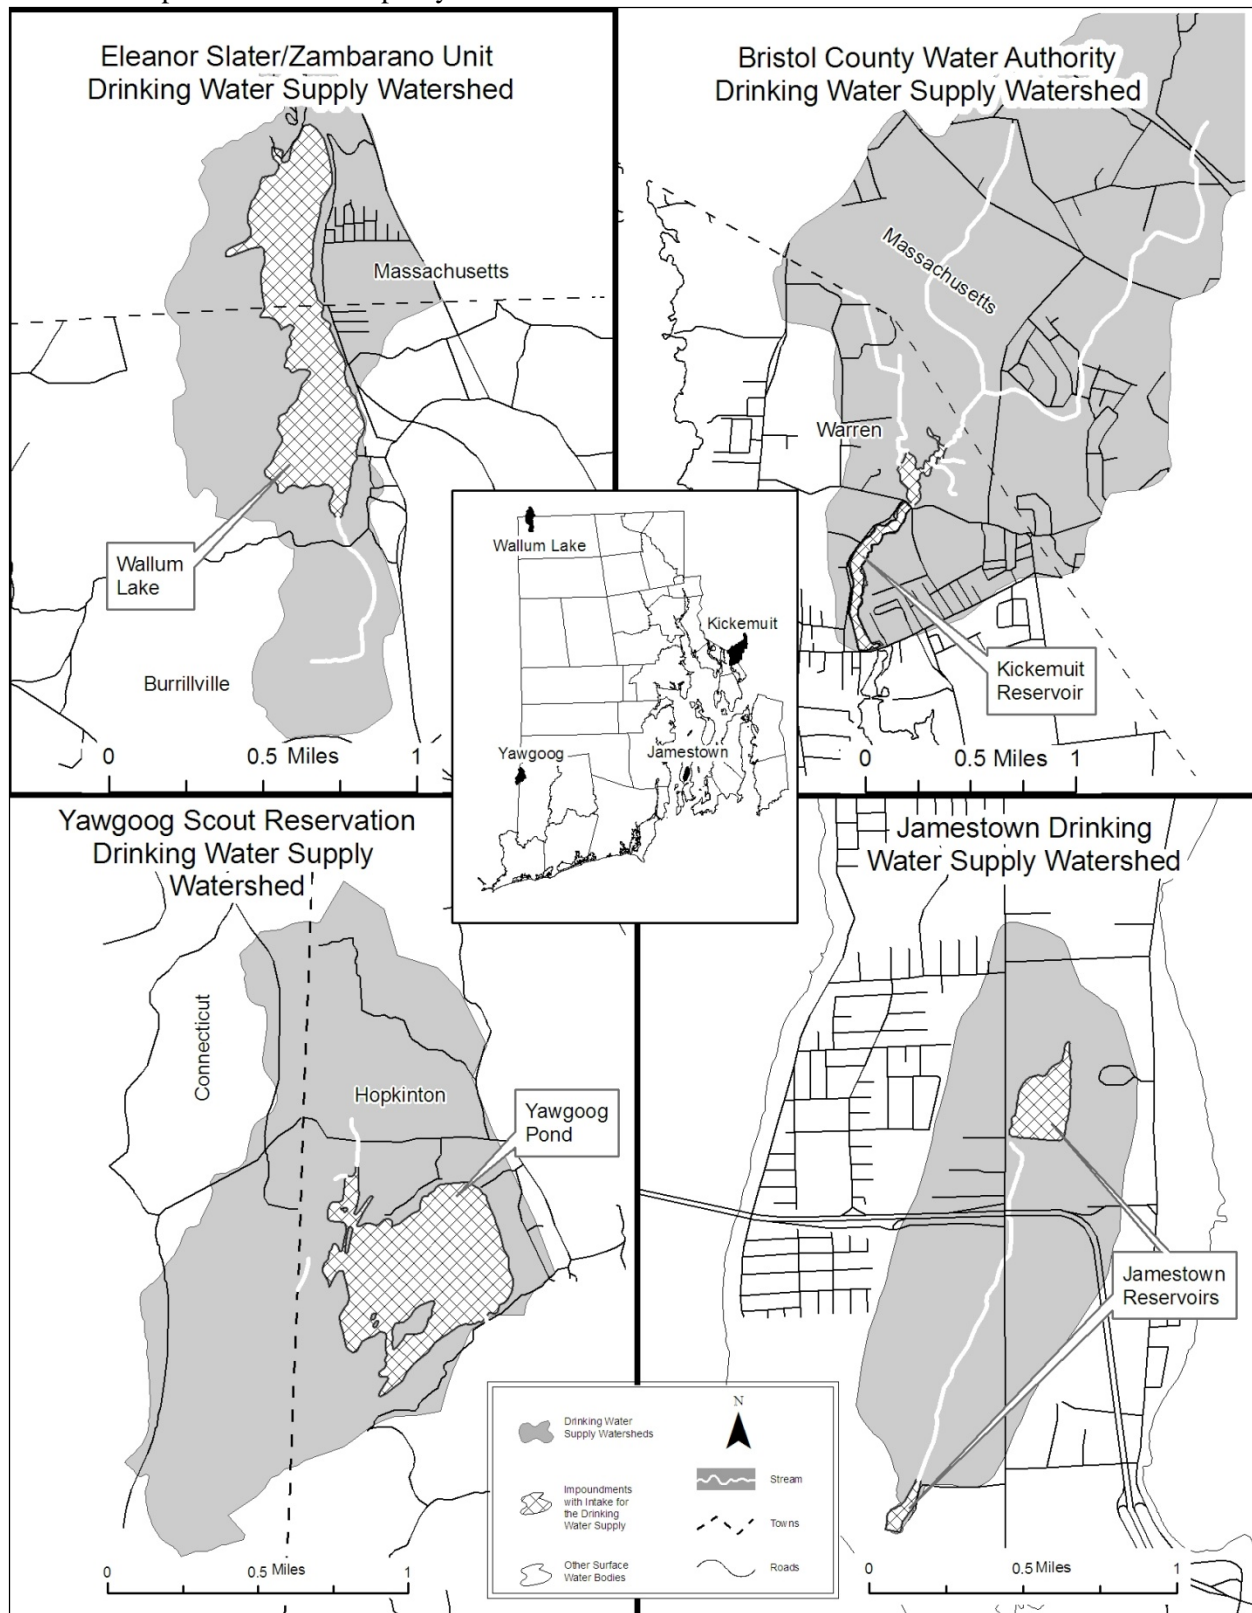 Eleanor Slater/Zambarano Unit
Drinking Water Supply Watershed
Massachusetts
Wallum
Lake
Burrillville
0
0.5 Miles
1
Bristol County Water Authority
Drinking Water Supply Watershed
Massachusetts
Warren
Kickemuit
Reservoir
0
0.5 Miles
1
Wallum Lake
Kickemuit
Yawgoog
Jamestown
Yawgoog Scout Reservation
Drinking Water Supply
Watershed
Connecticut
Hopkinton
Yawgoog
Pond
0
0.5 Miles
1
Jamestown Drinking
Water Supply Watershed
Jamestown
Reservoirs
0
0.5 Miles
1
Drinking Water
Supply Watersheds
Impoundments
with Intake for
the Drinking
Water Supply
Other Surface
Water Bodies
N
Stream
Towns
Roads